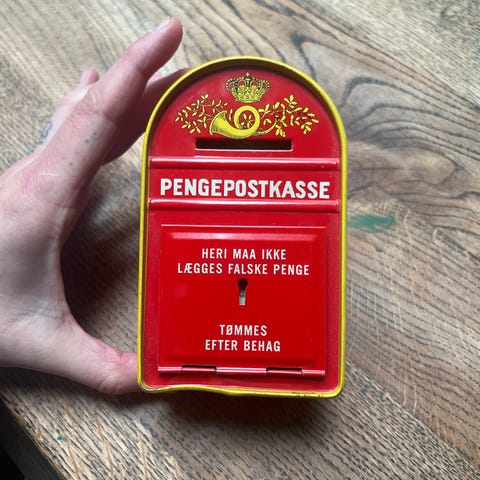 PENGEPOSTKASSE
HERI MAA IKKE
LÆGGES FALSKE PENGE
TØMMES
EFTER BEHAG